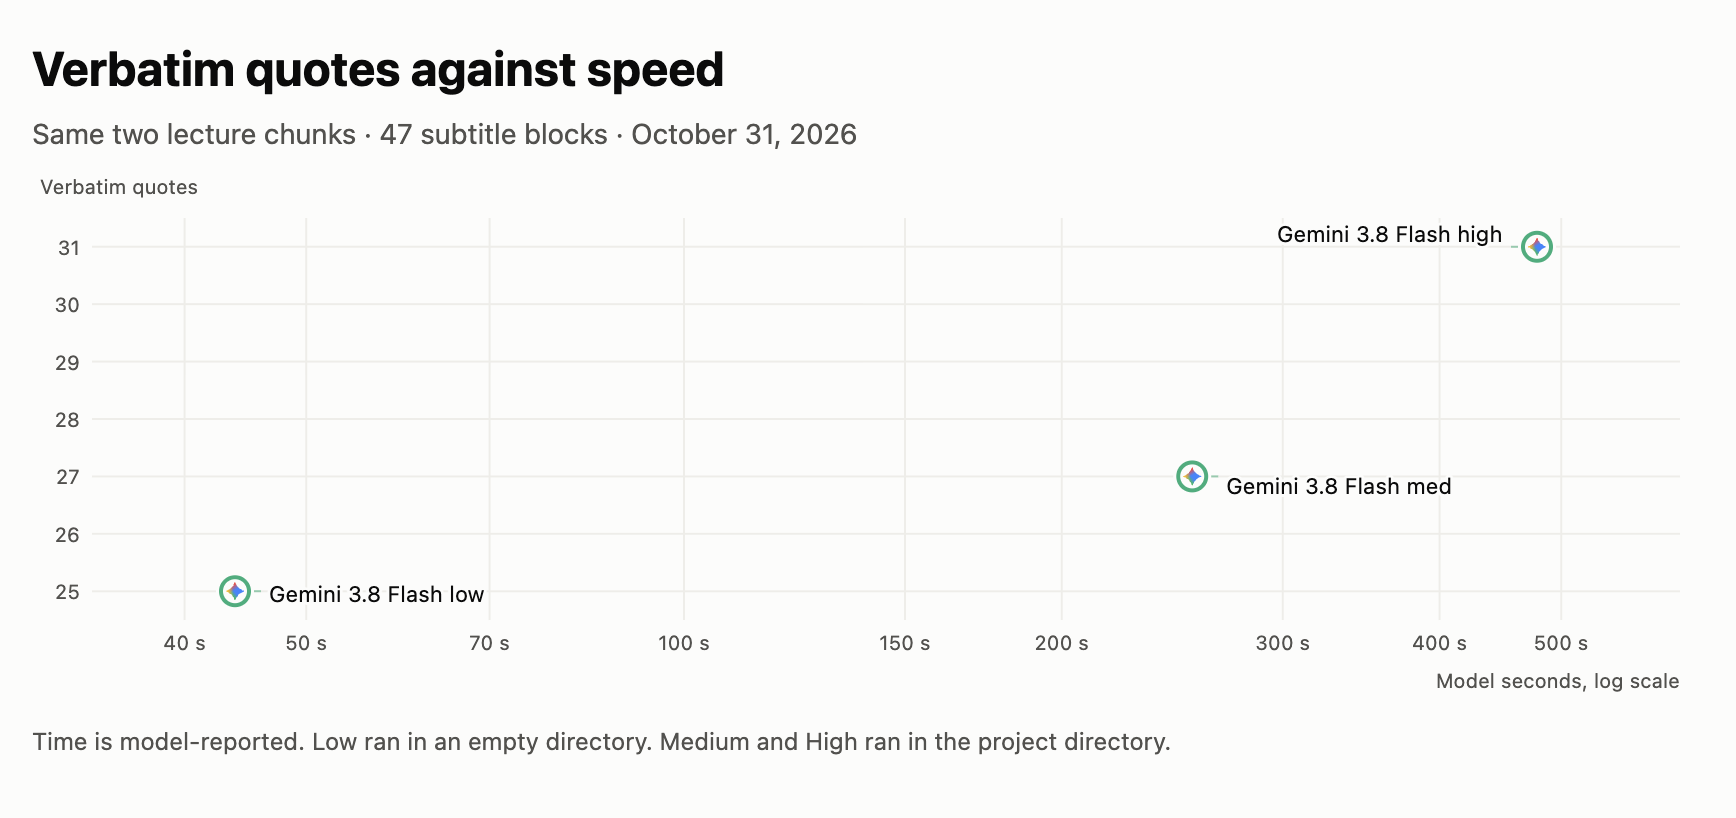 Verbatim quotes against speed
Same two lecture chunks · 47 subtitle blocks · October 31, 2026
Verbatim quotes
31
Gemini 3.8 Flash high
30
29
28
27
Gemini 3.8 Flash med
26
25
Gemini 3.8 Flash low
40 s 50 s 70 s 100 s 150 s 200 s 300 s 400 s 500 s
Model seconds, log scale
Time is model-reported. Low ran in an empty directory. Medium and High ran in the project directory.